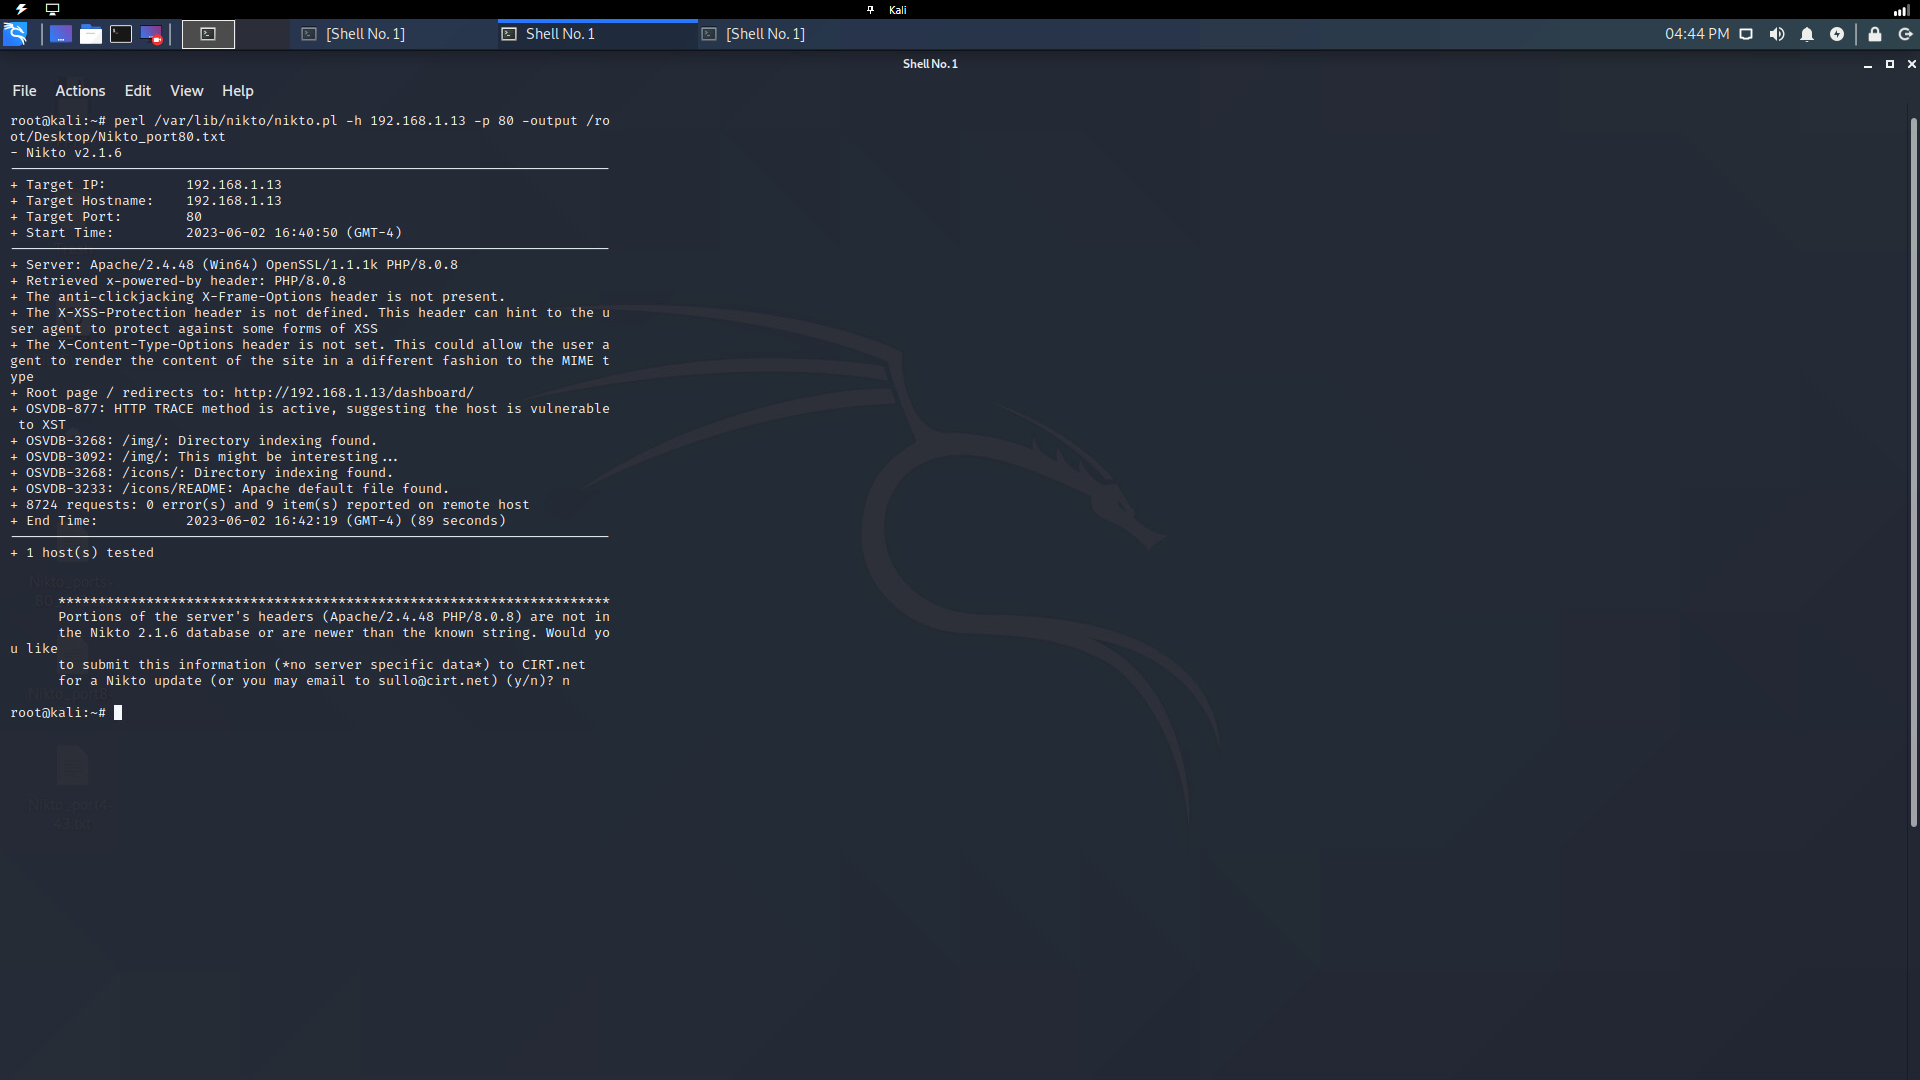 Kali
[Shell No. 1]
Shell No. 1
[Shell No. 1]
04:44 PM
Shell No. 1
File Actions Edit View Help
root@kali:~# perl /var/lib/nikto/nikto.pl -h 192.168.1.13 -p 80 -output /ro
ot/Desktop/Nikto_port80.txt
- Nikto v2.1.6
+ Target IP: 192.168.1.13
+ Target Hostname: 192.168.1.13
+ Target Port: 80
+ Start Time: 2023-06-02 16:40:50 (GMT-4)
+ Server: Apache/2.4.48 (Win64) OpenSSL/1.1.1k PHP/8.0.8
+ Retrieved x-powered-by header: PHP/8.0.8
+ The anti-clickjacking X-Frame-Options header is not present.
+ The X-XSS-Protection header is not defined. This header can hint to the u
ser agent to protect against some forms of XSS
+ The X-Content-Type-Options header is not set. This could allow the user a
gent to render the content of the site in a different fashion to the MIME t
ype
+ Root page / redirects to: http://192.168.1.13/dashboard/
+ OSVDB-877: HTTP TRACE method is active, suggesting the host is vulnerable
to XST
+ OSVDB-3268: /img/: Directory indexing found.
+ OSVDB-3092: /img/: This might be interesting...
+ OSVDB-3268: /icons/: Directory indexing found.
+ OSVDB-3233: /icons/README: Apache default file found.
+ 8724 requests: 0 error(s) and 9 item(s) reported on remote host
+ End Time: 2023-06-02 16:42:19 (GMT-4) (89 seconds)
+ 1 host(s) tested
*********************************************************************
Portions of the server's headers (Apache/2.4.48 PHP/8.0.8) are not in
the Nikto 2.1.6 database or are newer than the known string. Would yo
u like
to submit this information (*no server specific data*) to CIRT.net
for a Nikto update (or you may email to sullo@cirt.net) (y/n)? n
root@kali:~#